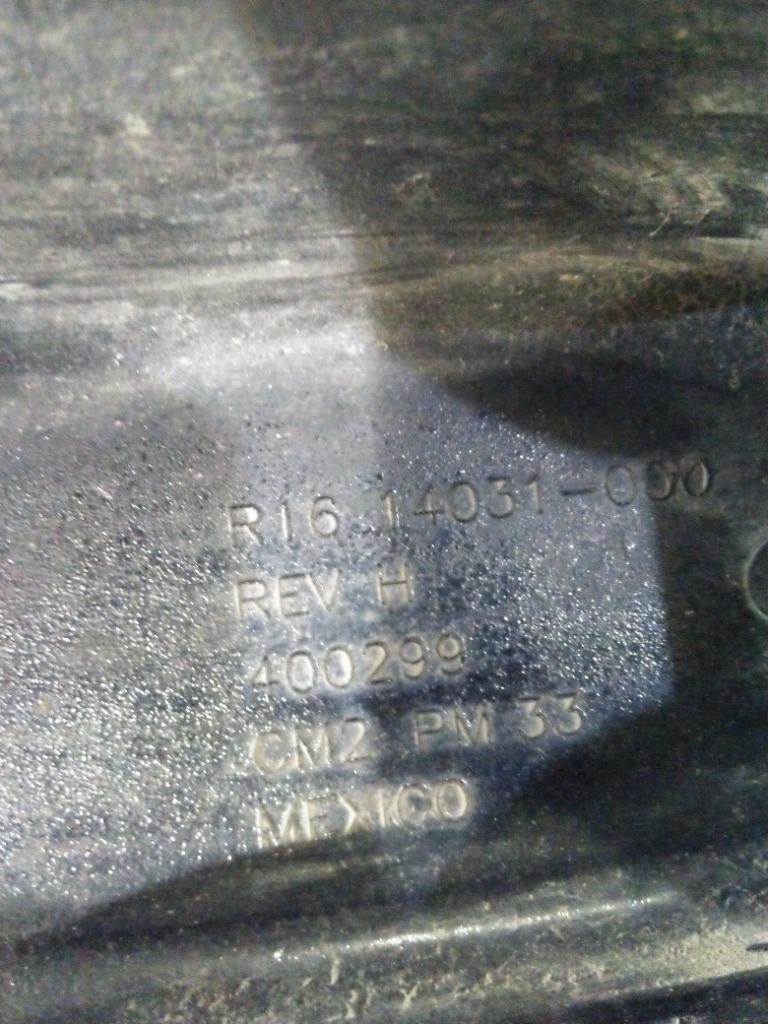 R16 14031-000
REV H
400299
CM2 PM 33
MEXICO